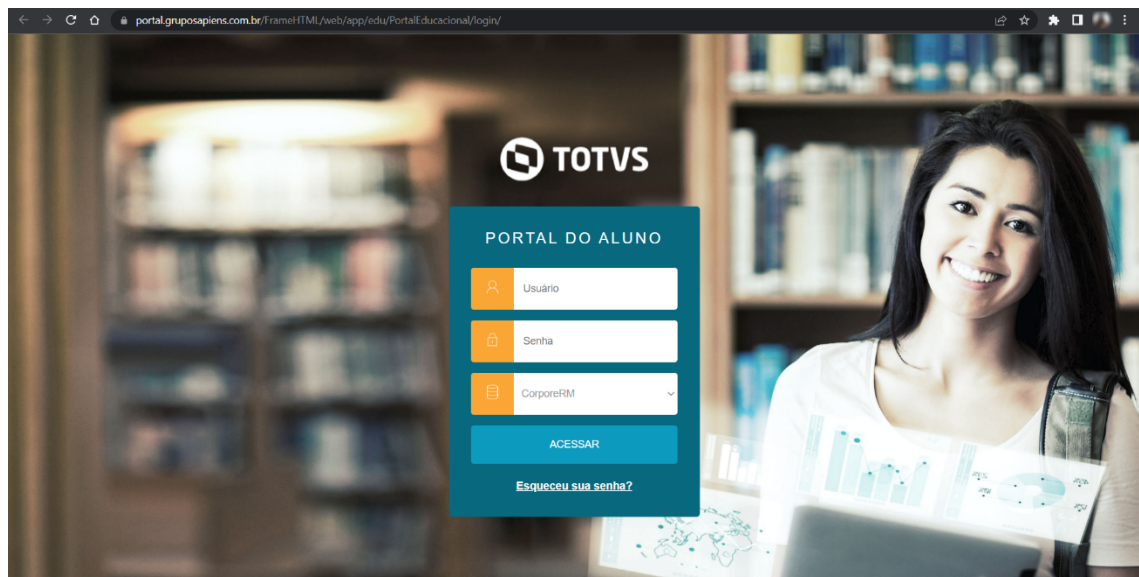 portal.gruposapiens.com.br/FrameHTML/web/app/edu/PortalEducacional/login/
TOTVS
PORTAL DO ALUNO
Usuário
Senha
CorporeRM
ACESSAR
Esqueceu sua senha?